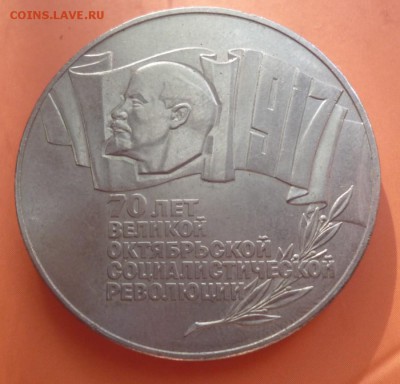 COINS.LAVE.RU
1917
70 ЛЕТ
ВЕЛИКОЙ
ОКТЯБРЬСКОЙ
СОЦИАЛИСТИЧЕСКОЙ
РЕВОЛЮЦИИ